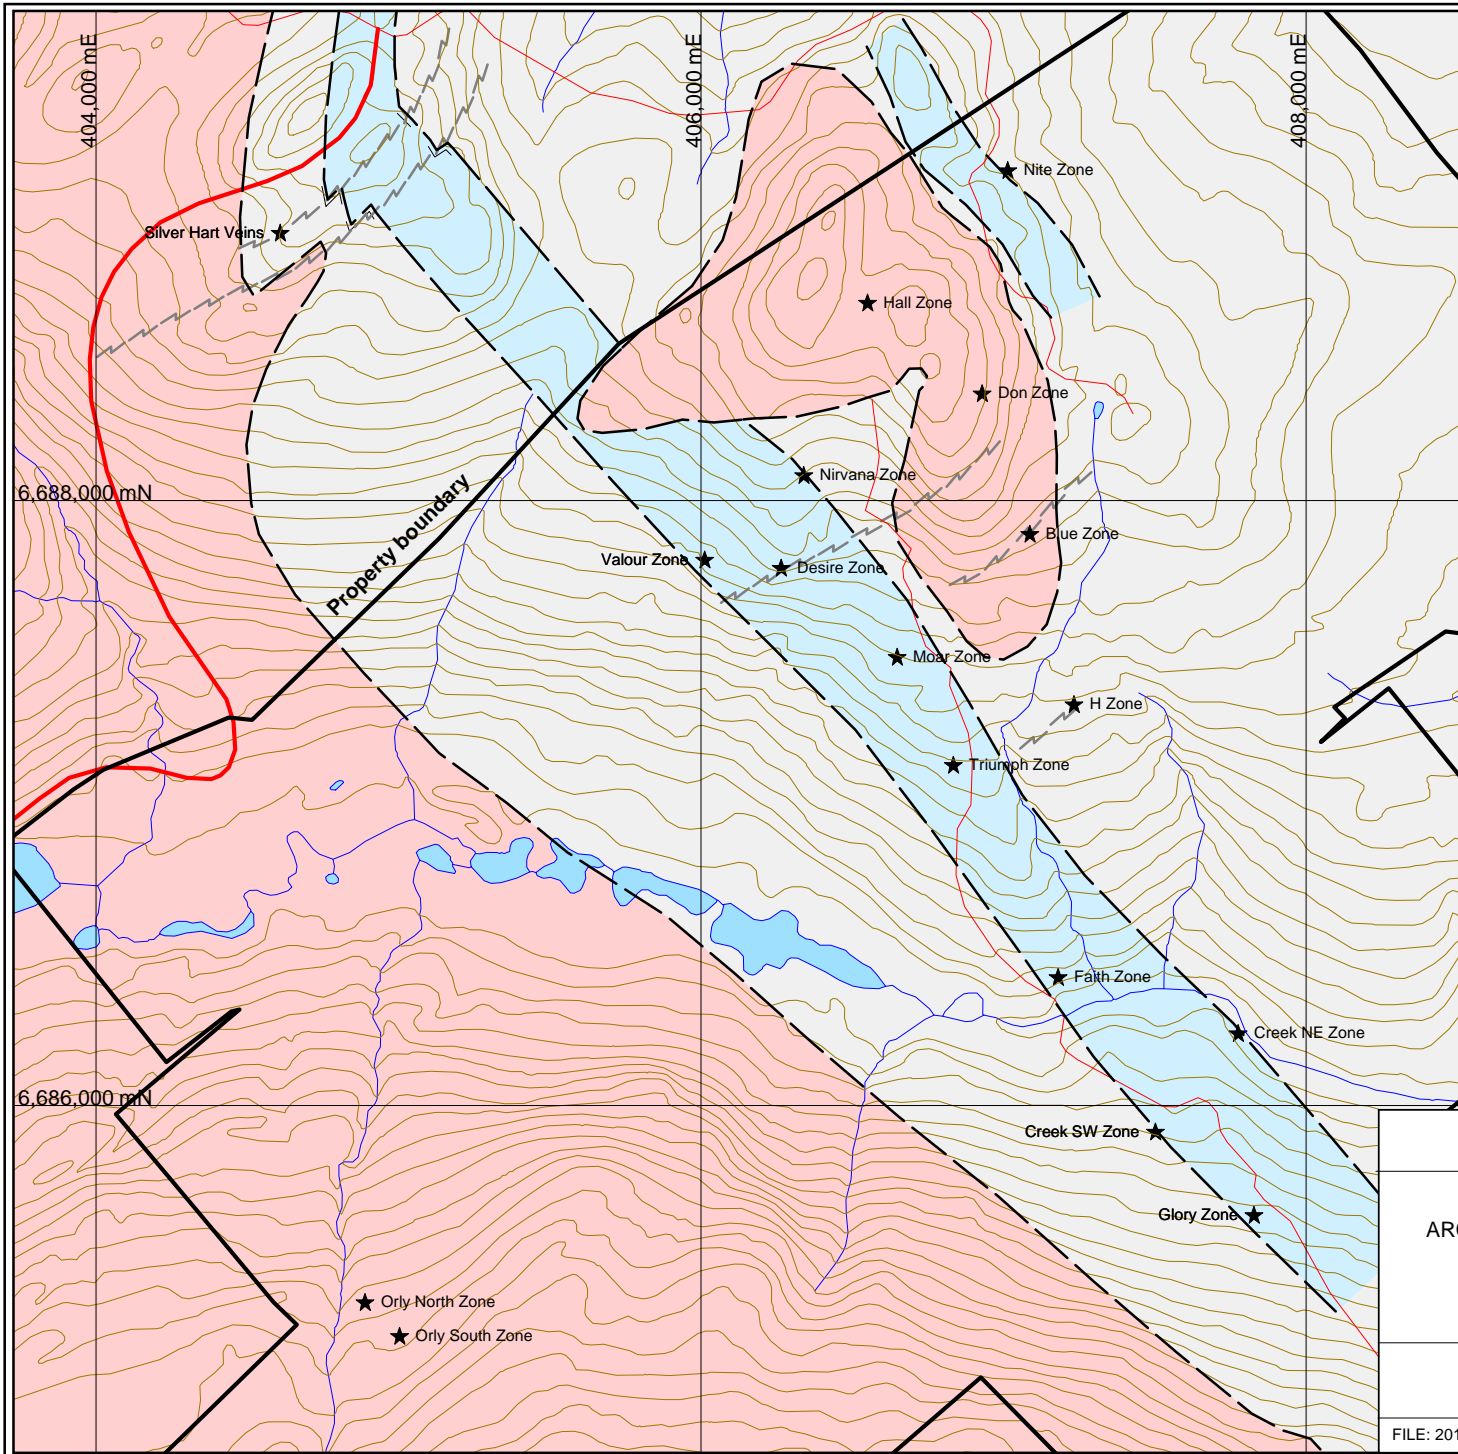 404,000 mE
406,000 mE
408,000 mE
Nite Zone
Silver Hart Veins
Hall Zone
Don Zone
Nirvana Zone
6,688,000 mN
Property boundary
Blue Zone
Valour Zone
Desire Zone
Moar Zone
H Zone
Triumph Zone
Faith Zone
Creek NE Zone
6,686,000 mN
Creek SW Zone
Glory Zone
ARC
Orly North Zone
Orly South Zone
FILE: 201